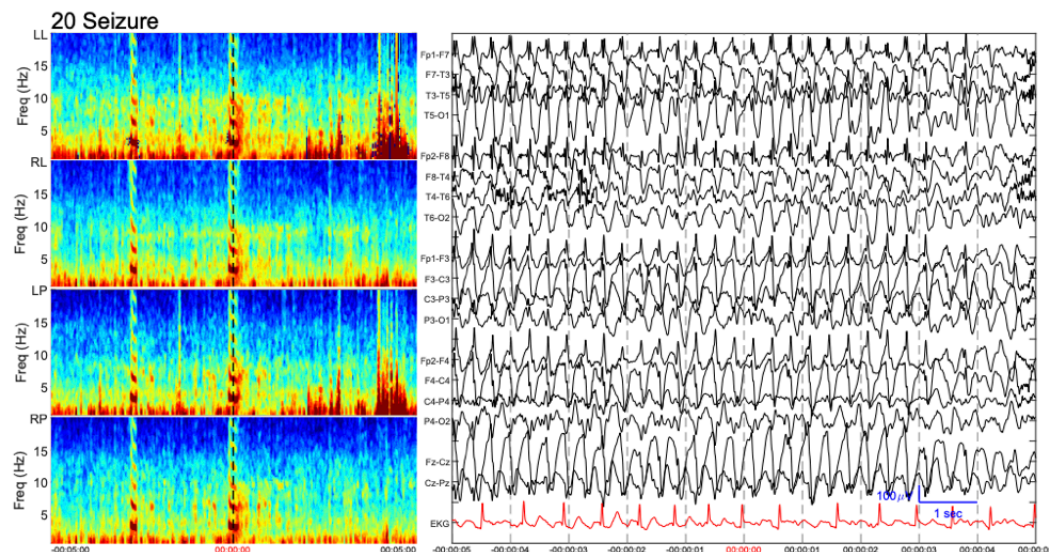 20 Seizure
LL
Freq (Hz)
15
10
5
RL
Freq (Hz)
15
10
5
LP
Freq (Hz)
15
10
5
RP
Freq (Hz)
15
10
5
-00:05:00
00:00:00
00:05:00
Fp1-F7
F7-T3
T3-T5
T5-O1
Fp2-F8
F8-T4
T4-T6
T6-O2
Fp1-F3
F3-C3
C3-P3
P3-O1
Fp2-F4
F4-C4
C4-P4
P4-O2
Fz-Cz
Cz-Pz
EKG
1 sec
-00:00:05
-00:00:04
-00:00:03
-00:00:02
-00:00:01
00:00:00
00:00:01
00:00:02
00:00:03
00:00:04